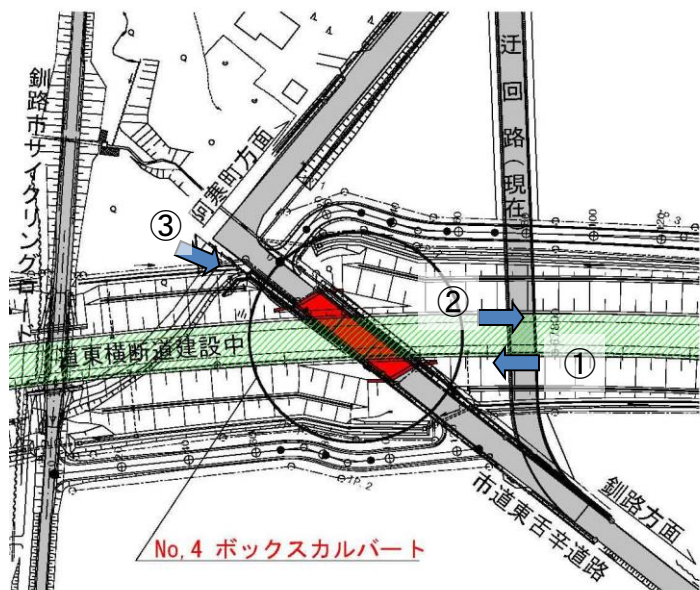 釧路市サイクリングロード
阿寒町方面
迂回路(現在)
③
②
①
道東横断道建設中
釧路方面
市道東舌辛道路
No,4 ボックスカルバート